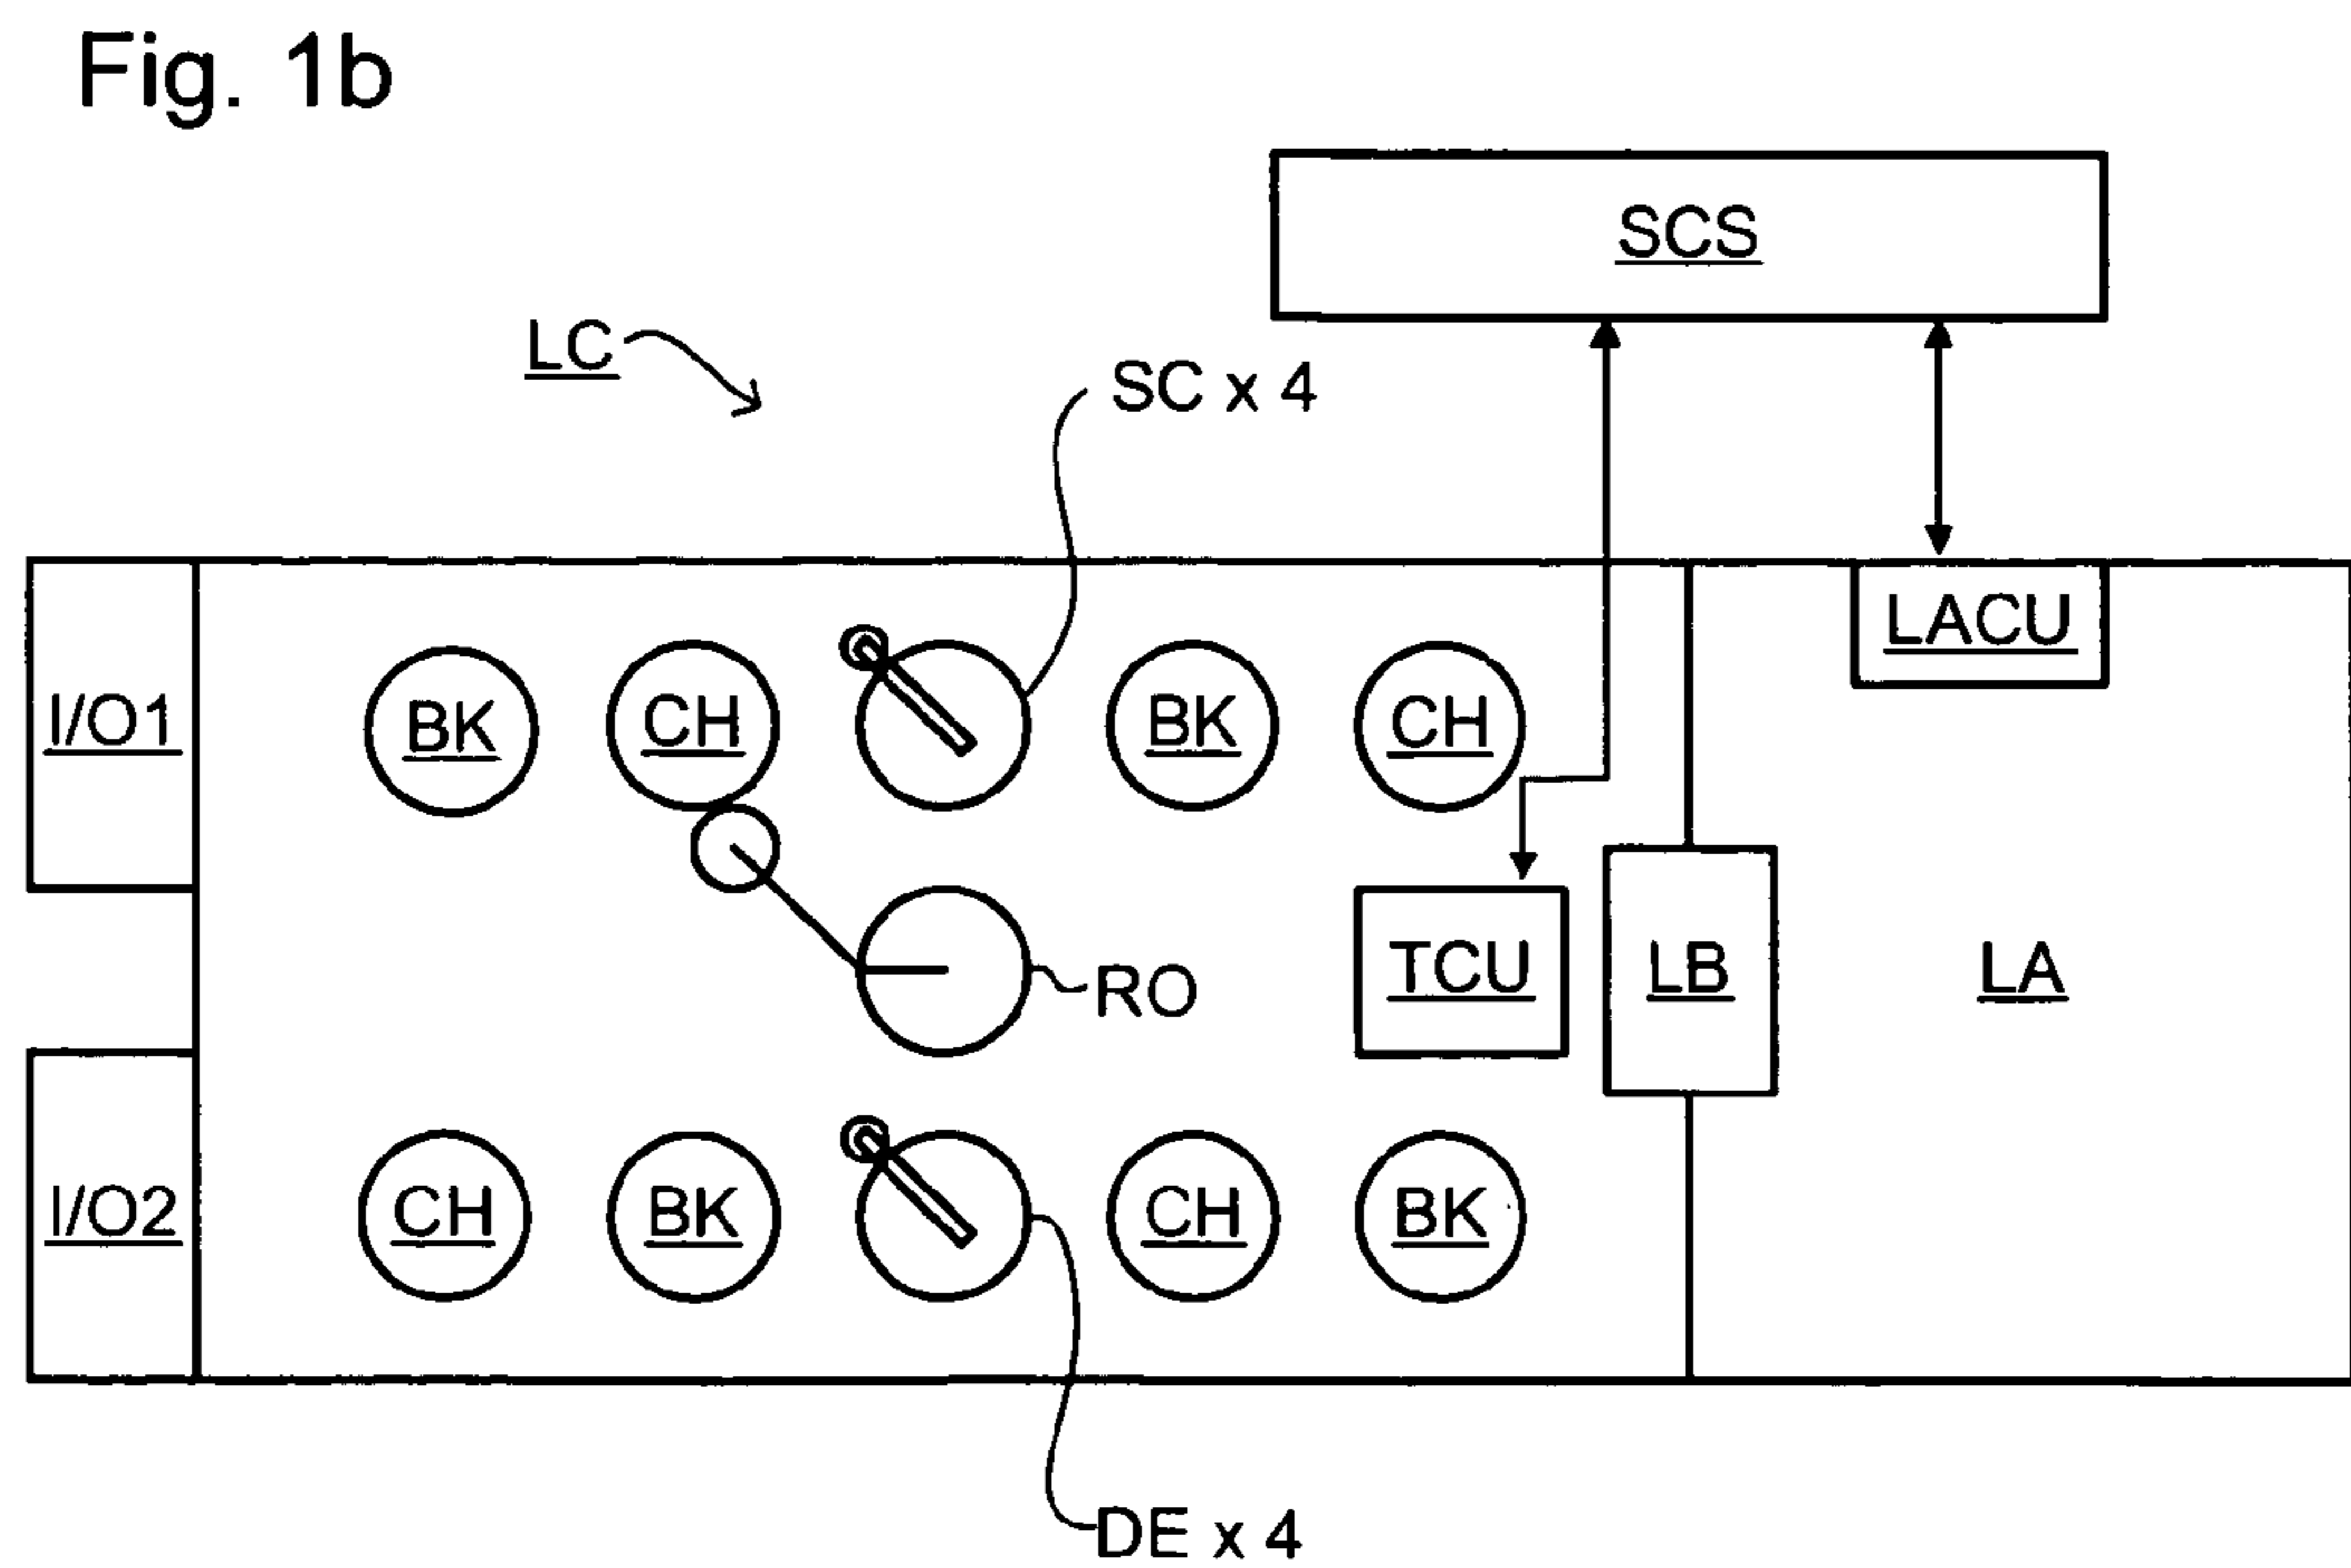 Fig. 1b
SCS
LC
SC x 4
LACU
I/O1
BK
CH
BK
CH
TCU
LB
LA
RO
I/O2
CH
BK
CH
BK
DE x 4